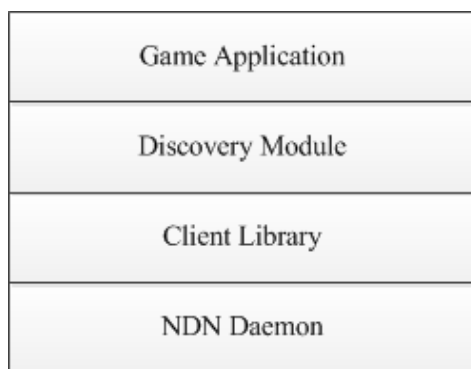 Game Application
Discovery Module
Client Library
NDN Daemon